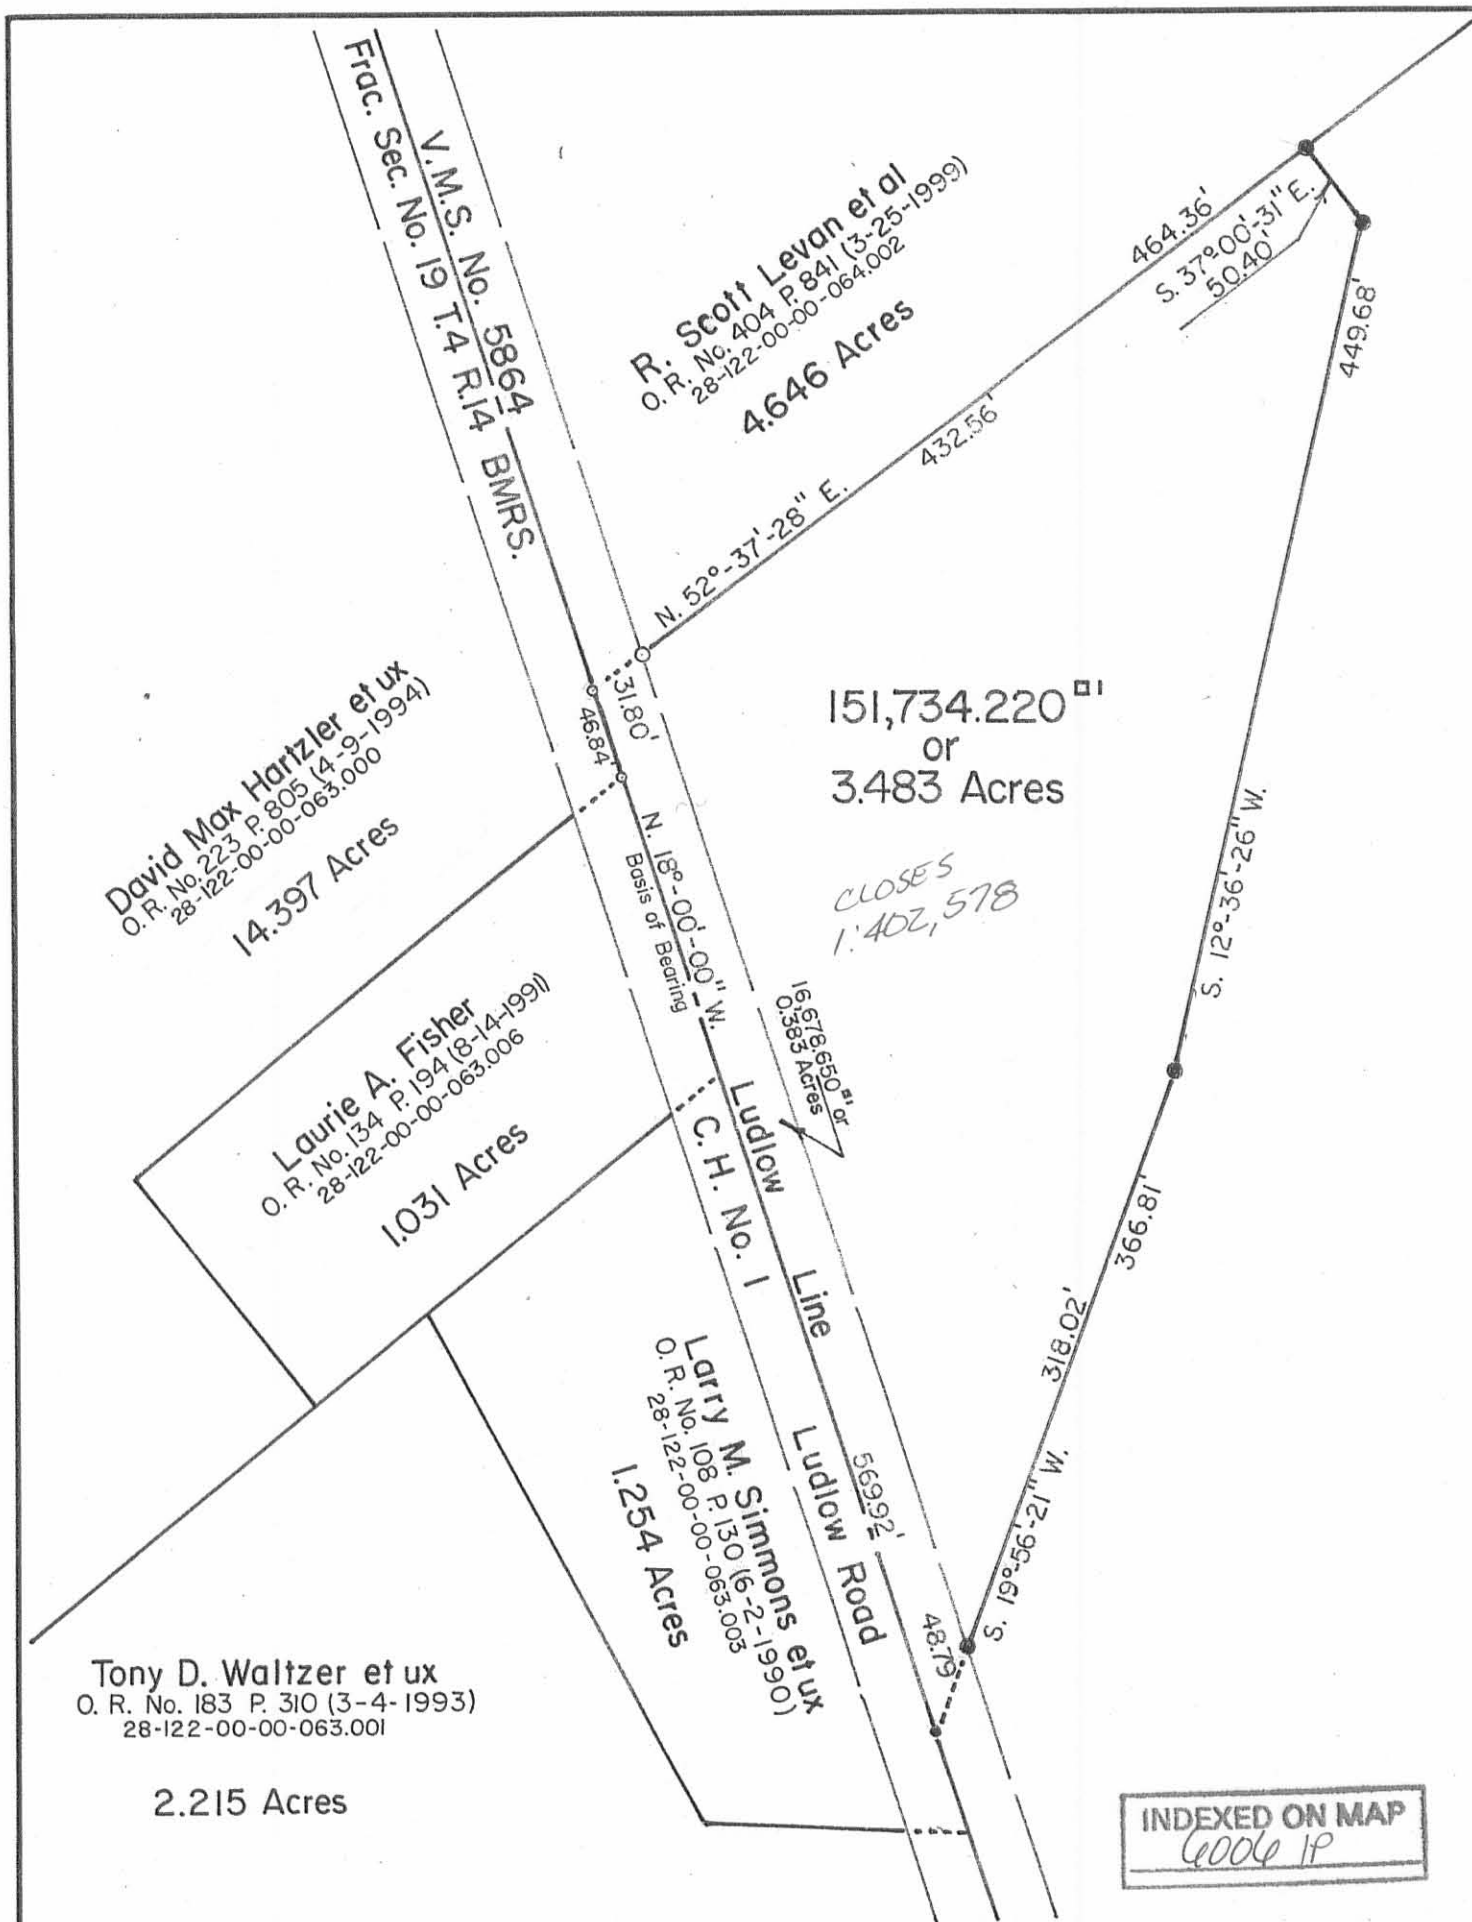 V. M. S. No. 5864
Frac. Sec. No. 19 T.4 R.14 BMRS.
R. Scott Levan et al
O. R. No. 404 P. 841 (3-25-1999)
28-122-00-00-064.002
4.646 Acres
464.36'
S. 37°-00'-31" E.
50.40'
449.68'
432.56'
N. 52°-37'-28" E.
31.80'
46.84'
151,734.220 □'
or
3.483 Acres
CLOSES
1:402,578
David Max Hartzler et ux
O. R. No. 223 P. 805 (4-9-1994)
28-122-00-00-063.000
14.397 Acres
N. 18°-00'-00" W.
Basis of Bearing
S. 12°-36'-26" W.
16,678.650 □' or
0.383 Acres
Laurie A. Fisher
O. R. No. 134 P. 194 (8-14-1991)
28-122-00-00-063.006
1.031 Acres
Ludlow Line
C. H. No. 1 Ludlow Road
366.81'
318.02'
S. 19°-56'-21" W.
569.92'
48.79'
Larry M. Simmons et ux
O. R. No. 108 P. 130 (6-2-1990)
28-122-00-00-063.003
1.254 Acres
Tony D. Waltzer et ux
O. R. No. 183 P. 310 (3-4-1993)
28-122-00-00-063.001
2.215 Acres
INDEXED ON MAP
6006 IP